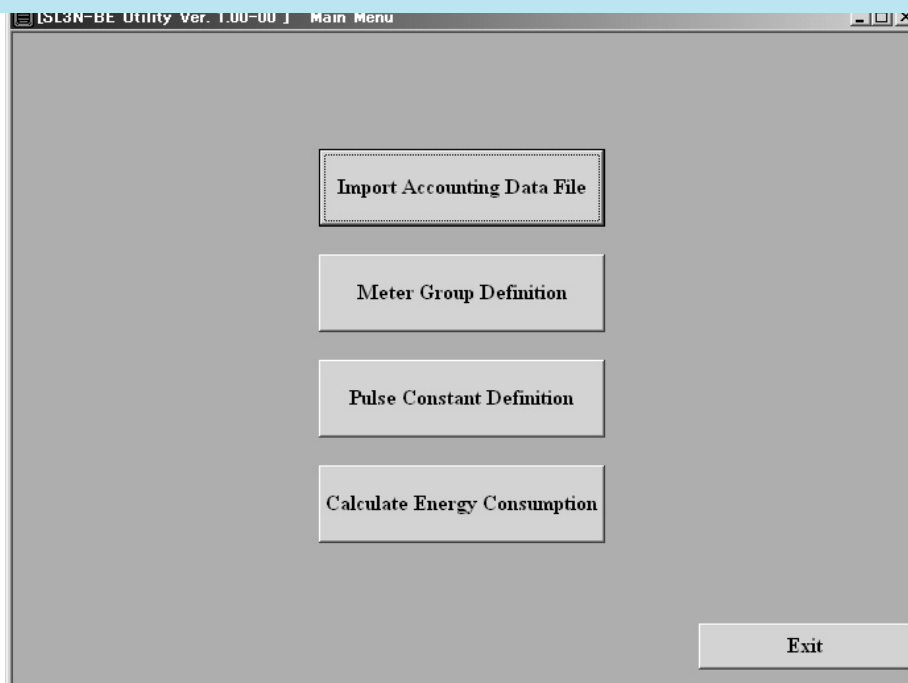 [SL3N-BE Utility Ver. 1.00-00 ] Main Menu
Import Accounting Data File
Meter Group Definition
Pulse Constant Definition
Calculate Energy Consumption
Exit